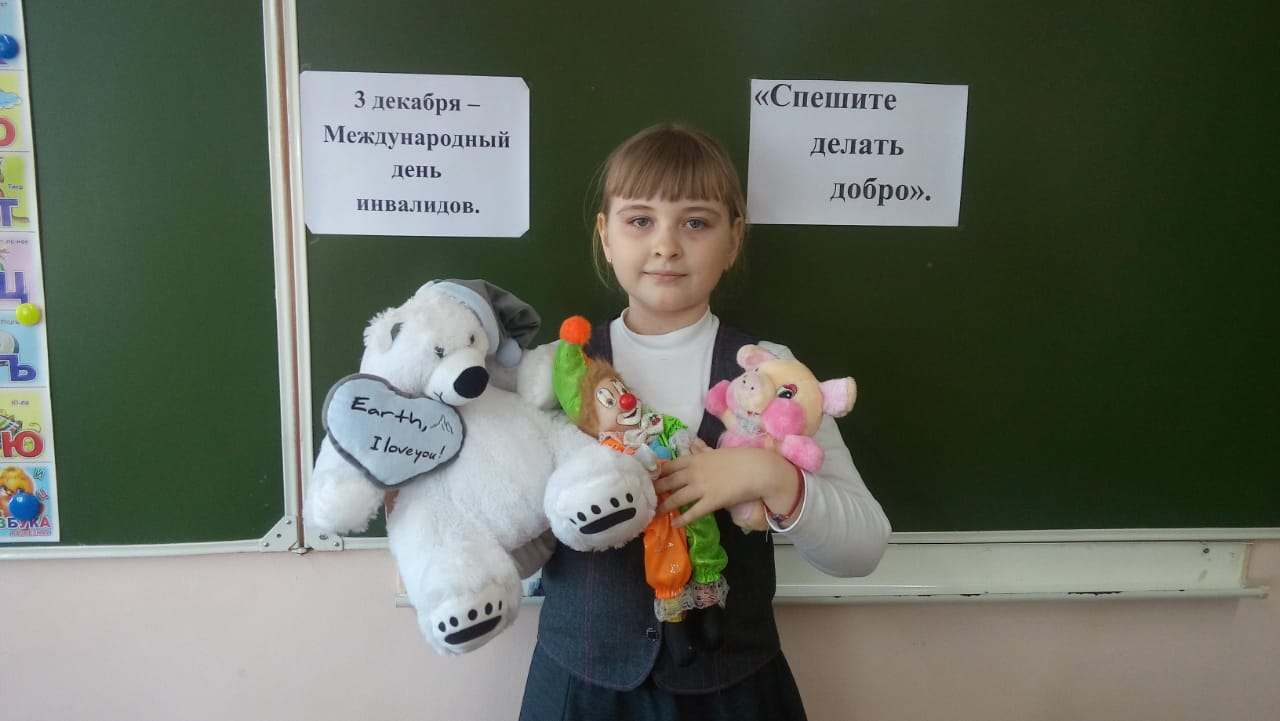 3 декабря –
Международный
день
инвалидов.
«Спешите
делать
добро».
Earth,
I love you!
Т
Ц
Ъ
Ю